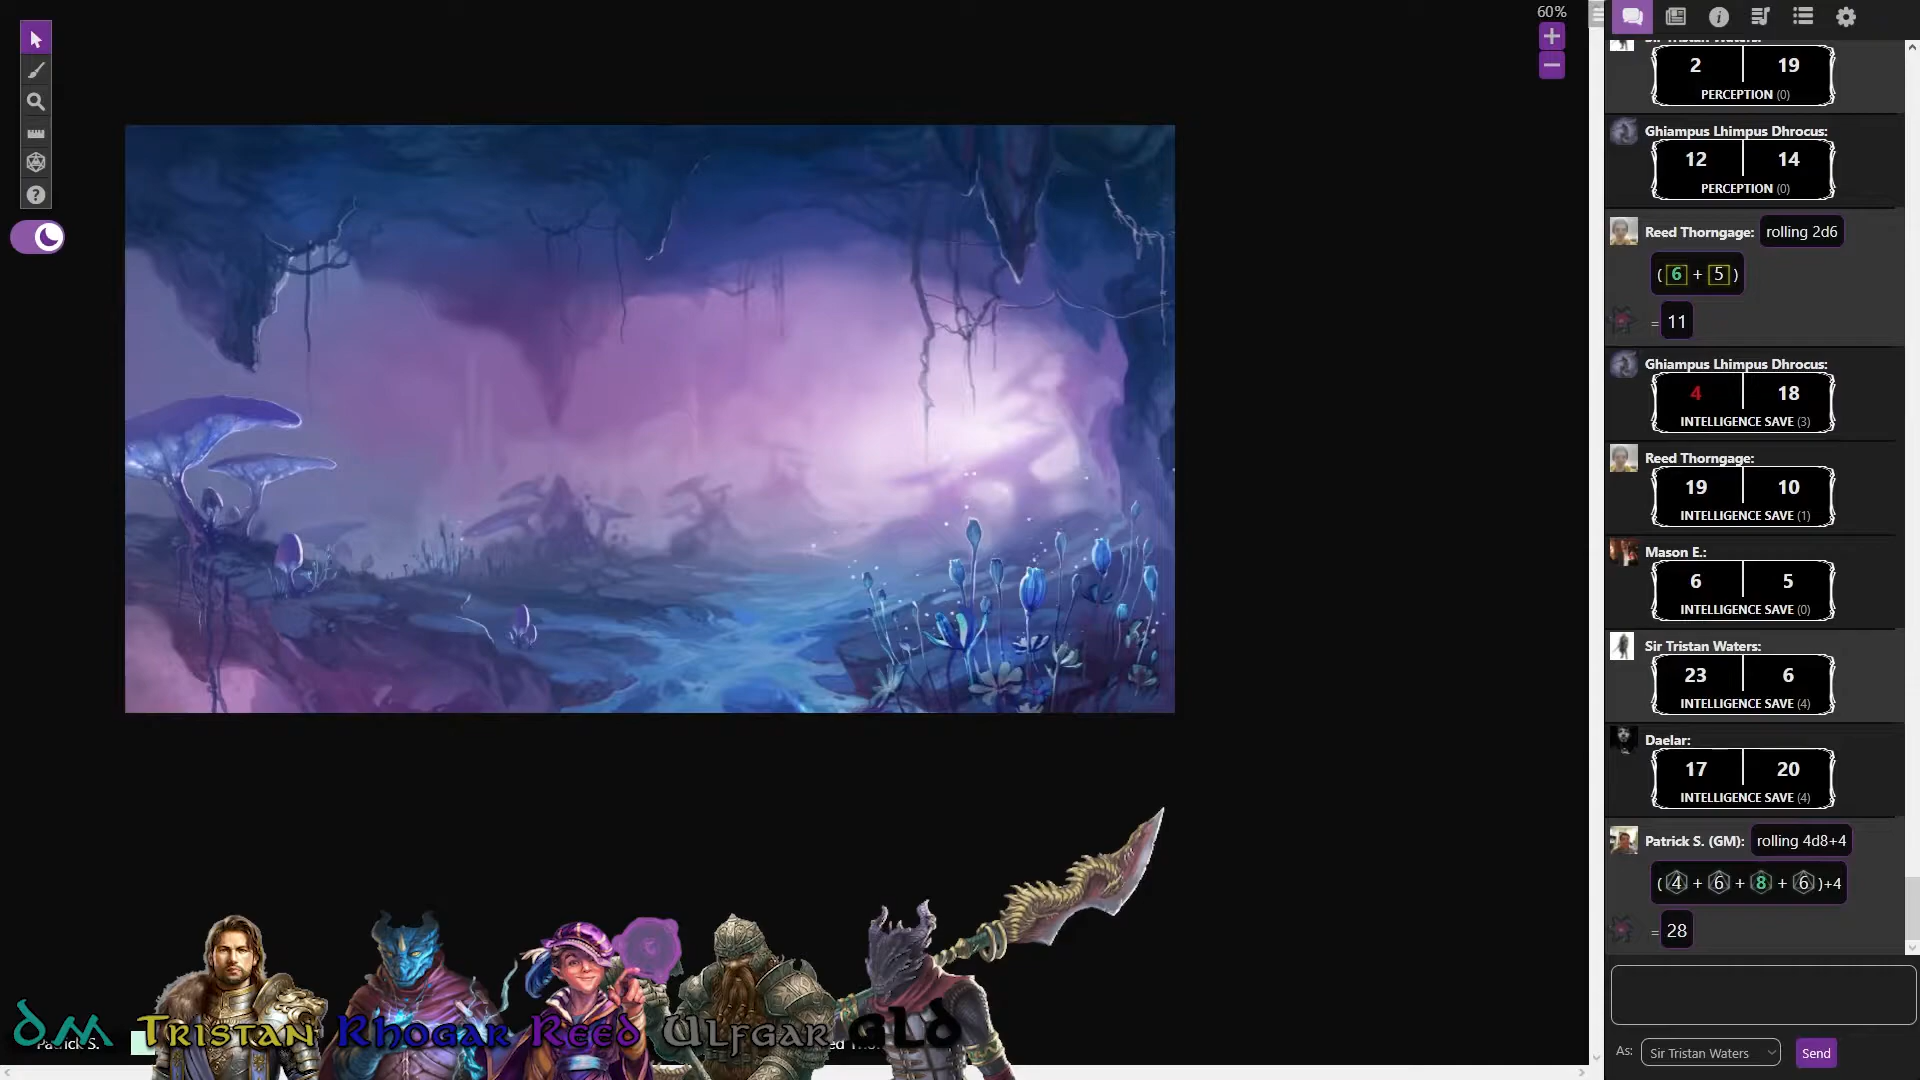 60%
2 19
PERCEPTION (0)
Ghiampus Lhimpus Dhrocus:
12 14
PERCEPTION (0)
Reed Thorngage: rolling 2d6
( 6 + 5 )
= 11
Ghiampus Lhimpus Dhrocus:
4 18
INTELLIGENCE SAVE (3)
Reed Thorngage:
19 10
INTELLIGENCE SAVE (1)
Mason E.:
6 5
INTELLIGENCE SAVE (0)
Sir Tristan Waters:
23 6
INTELLIGENCE SAVE (4)
Daelar:
17 20
INTELLIGENCE SAVE (4)
Patrick S. (GM): rolling 4d8+4
( 4 + 6 + 8 + 6 )+4
= 28
DM Tristan Rhogar Reed Ulfgar GLD
Patrick S.
As: Sir Tristan Waters Send